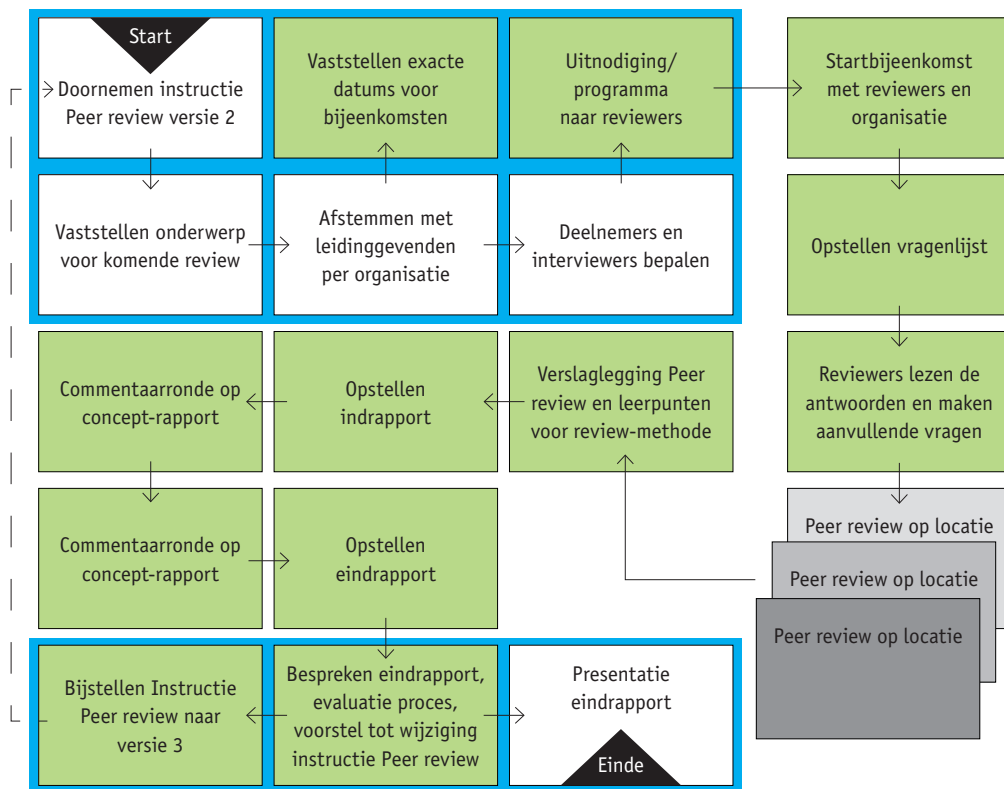 Start
Doornemen instructie
Peer review versie 2
Vaststellen exacte
datums voor
bijeenkomsten
Uitnodiging/
programma
naar reviewers
Startbijeenkomst
met reviewers en
organisatie
Vaststellen onderwerp
voor komende review
Afstemmen met
leidinggevenden
per organisatie
Deelnemers en
interviewers bepalen
Opstellen vragenlijst
Commentaarronde op
concept-rapport
Opstellen
indrapport
Verslaglegging Peer
review en leerpunten
voor review-methode
Reviewers lezen de
antwoorden en maken
aanvullende vragen
Commentaarronde op
concept-rapport
Opstellen
eindrapport
Peer review op locatie
Peer review op locatie
Peer review op locatie
Bijstellen Instructie
Peer review naar
versie 3
Bespreken eindrapport,
evaluatie proces,
voorstel tot wijziging
instructie Peer review
Presentatie
eindrapport
Einde